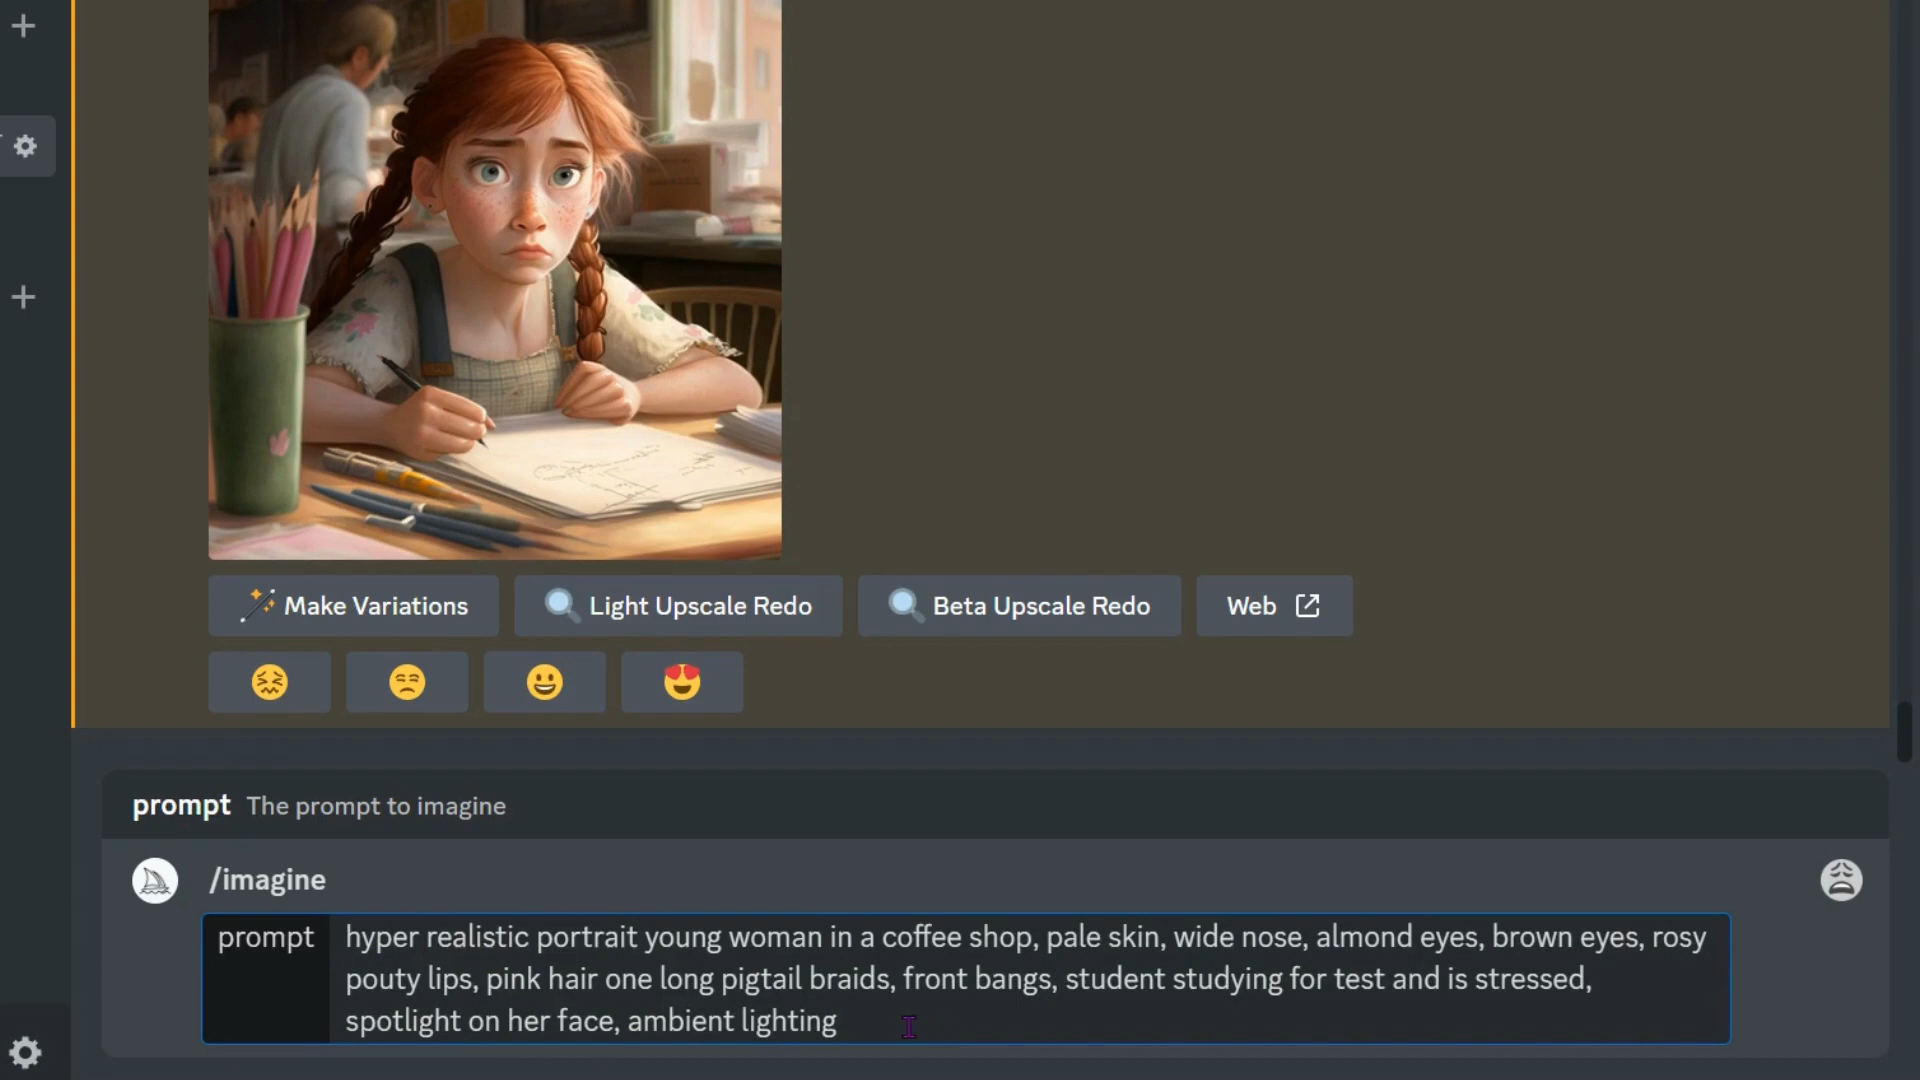 Make Variations Light Upscale Redo Beta Upscale Redo Web
prompt The prompt to imagine
/imagine
prompt hyper realistic portrait young woman in a coffee shop, pale skin, wide nose, almond eyes, brown eyes, rosy
pouty lips, pink hair one long pigtail braids, front bangs, student studying for test and is stressed,
spotlight on her face, ambient lighting